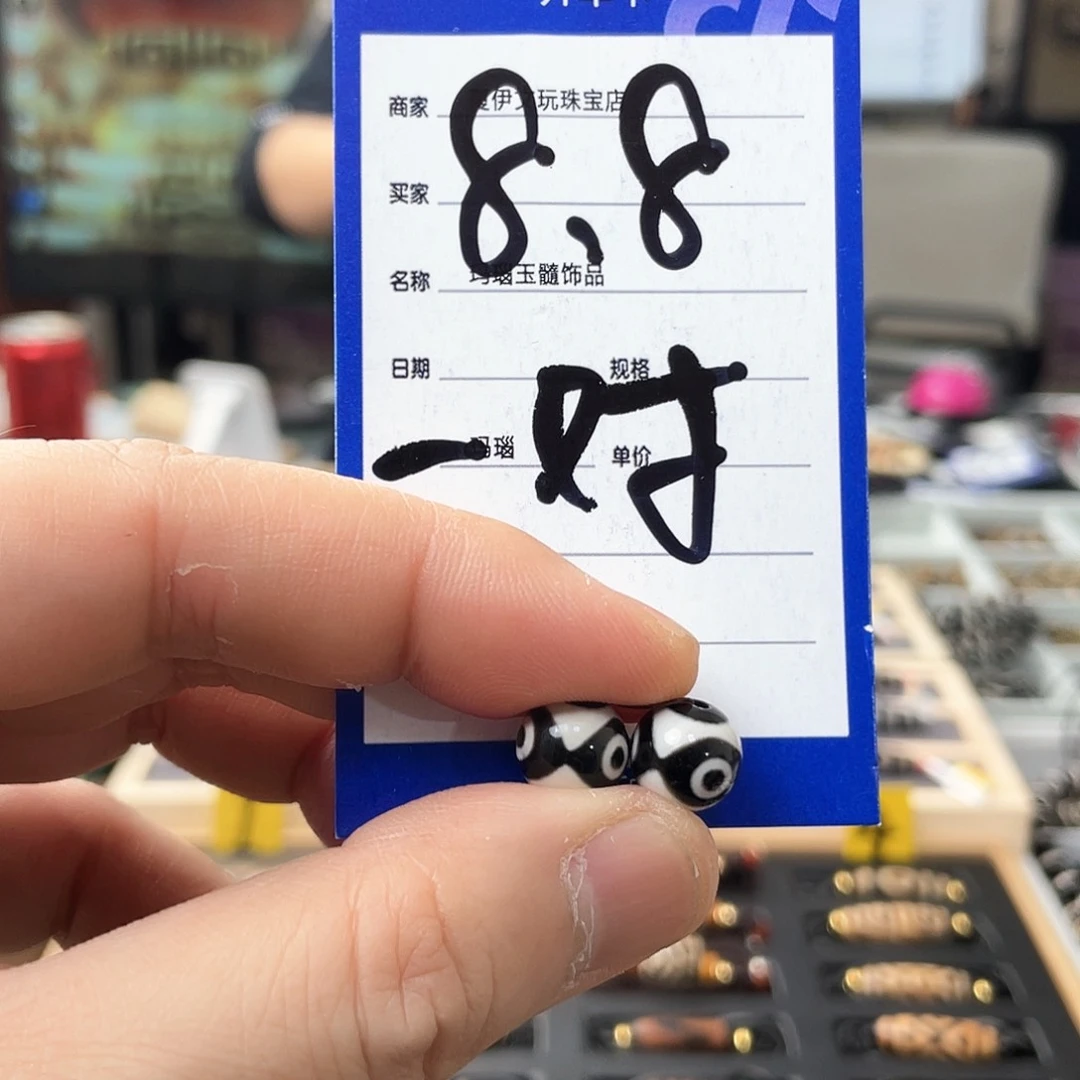 商家 伊文玩珠宝店
8.8
买家
名称 玛瑙玉髓饰品
日期 规格
一对
玛瑙 单价